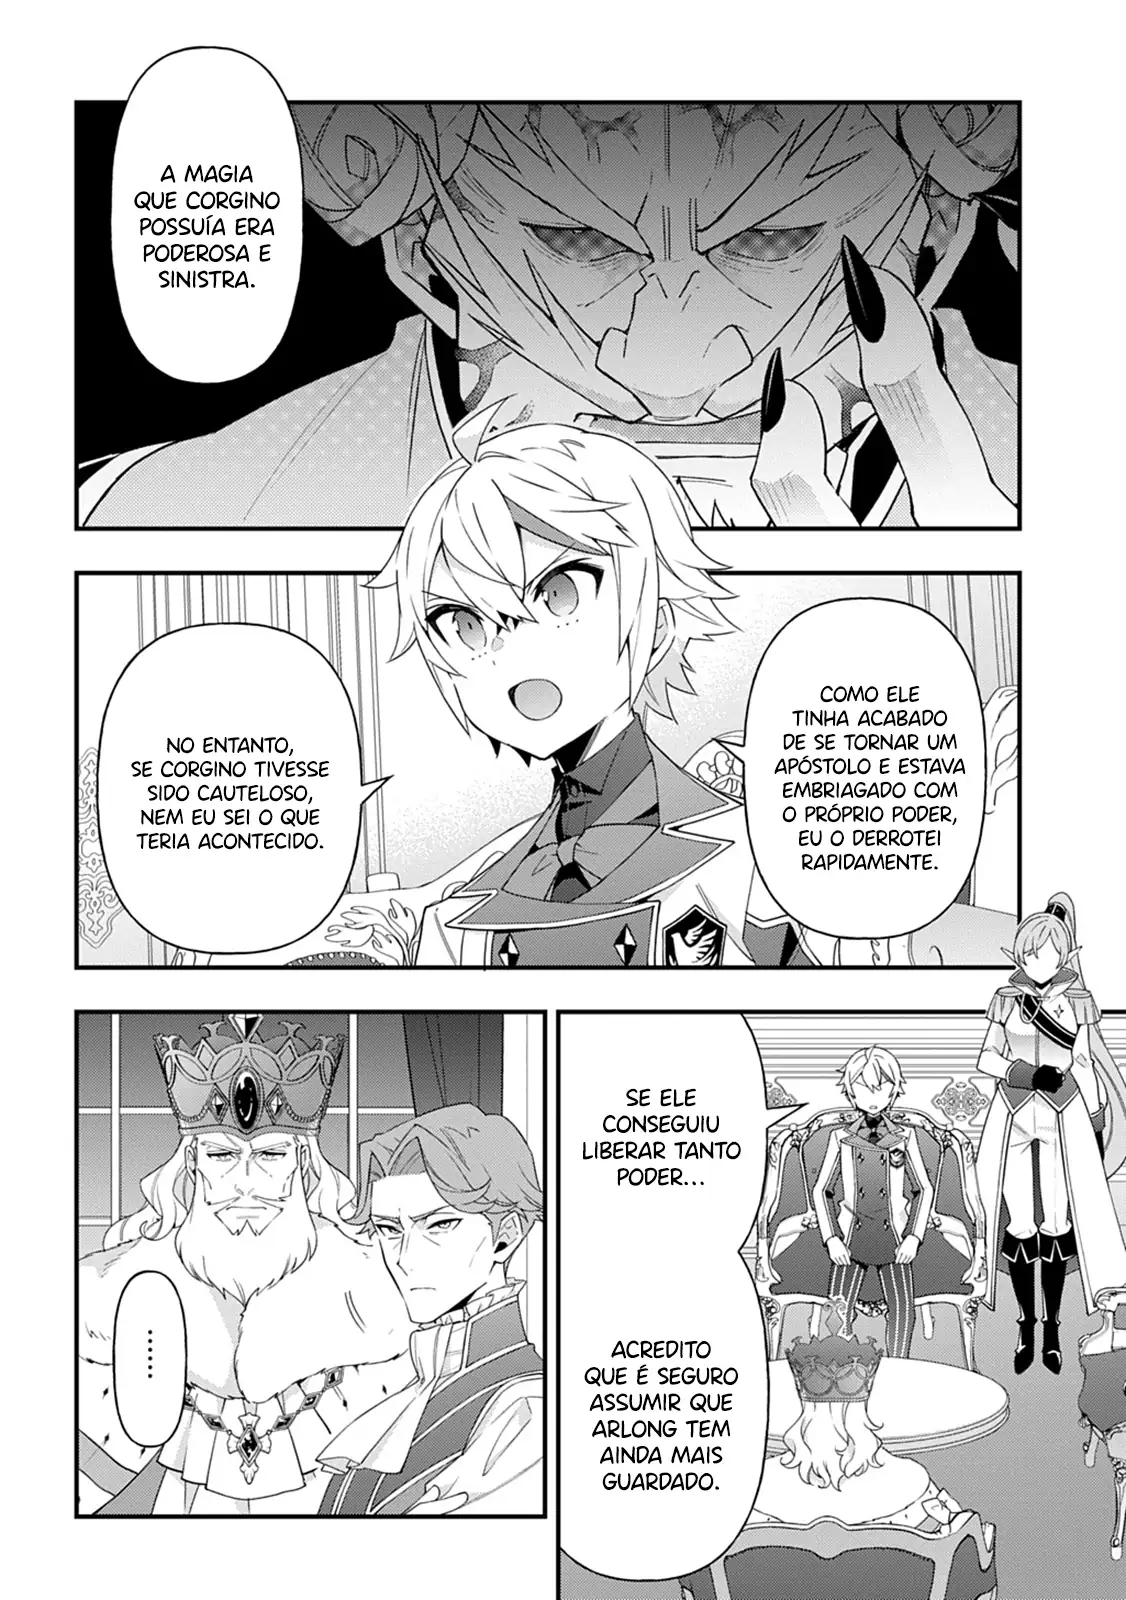 A MAGIA
QUE CORGINO
POSSUÍA ERA
PODEROSA E
SINISTRA.
COMO ELE
TINHA ACABADO
DE SE TORNAR UM
APÓSTOLO E ESTAVA
EMBRIAGADO COM
O PRÓPRIO PODER,
EU O DERROTEI
RAPIDAMENTE.
NO ENTANTO,
SE CORGINO TIVESSE
SIDO CAUTELOSO,
NEM EU SEI O QUE
TERIA ACONTECIDO.
SE ELE
CONSEGUIU
LIBERAR TANTO
PODER...
ACREDITO
QUE É SEGURO
ASSUMIR QUE
ARLONG TEM
AINDA MAIS
GUARDADO.
......